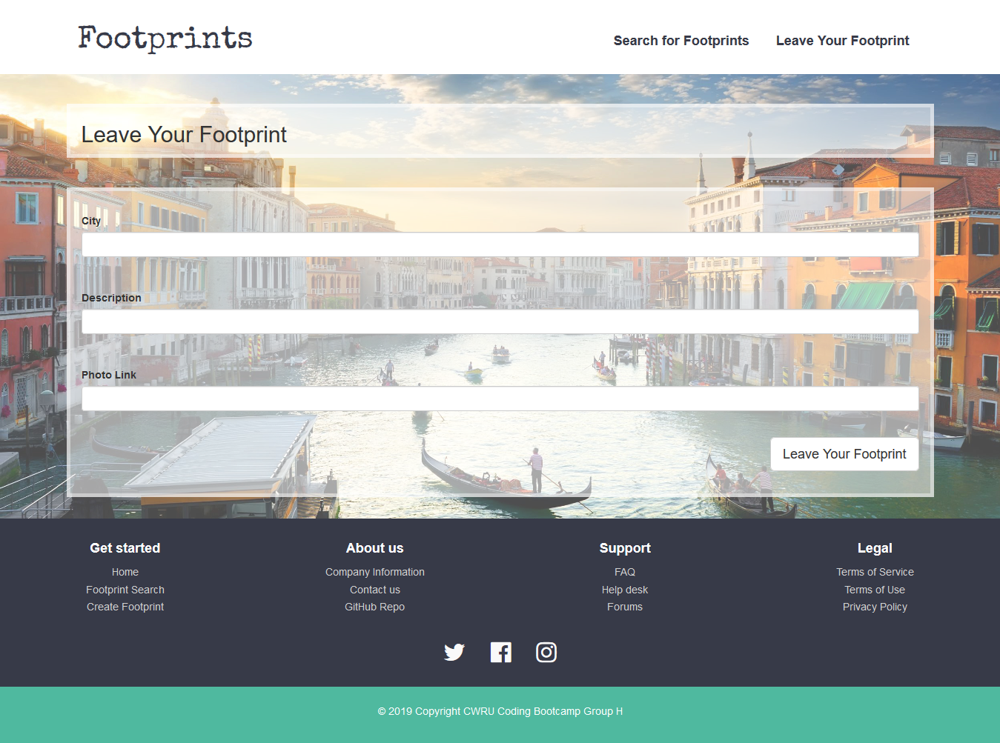 Footprints
Search for Footprints
Leave Your Footprint
Leave Your Footprint
City
Description
Photo Link
Leave Your Footprint
Get started
Home
Footprint Search
Create Footprint
About us
Company Information
Contact us
GitHub Repo
Support
FAQ
Help desk
Forums
Legal
Terms of Service
Terms of Use
Privacy Policy
© 2019 Copyright CWRU Coding Bootcamp Group H